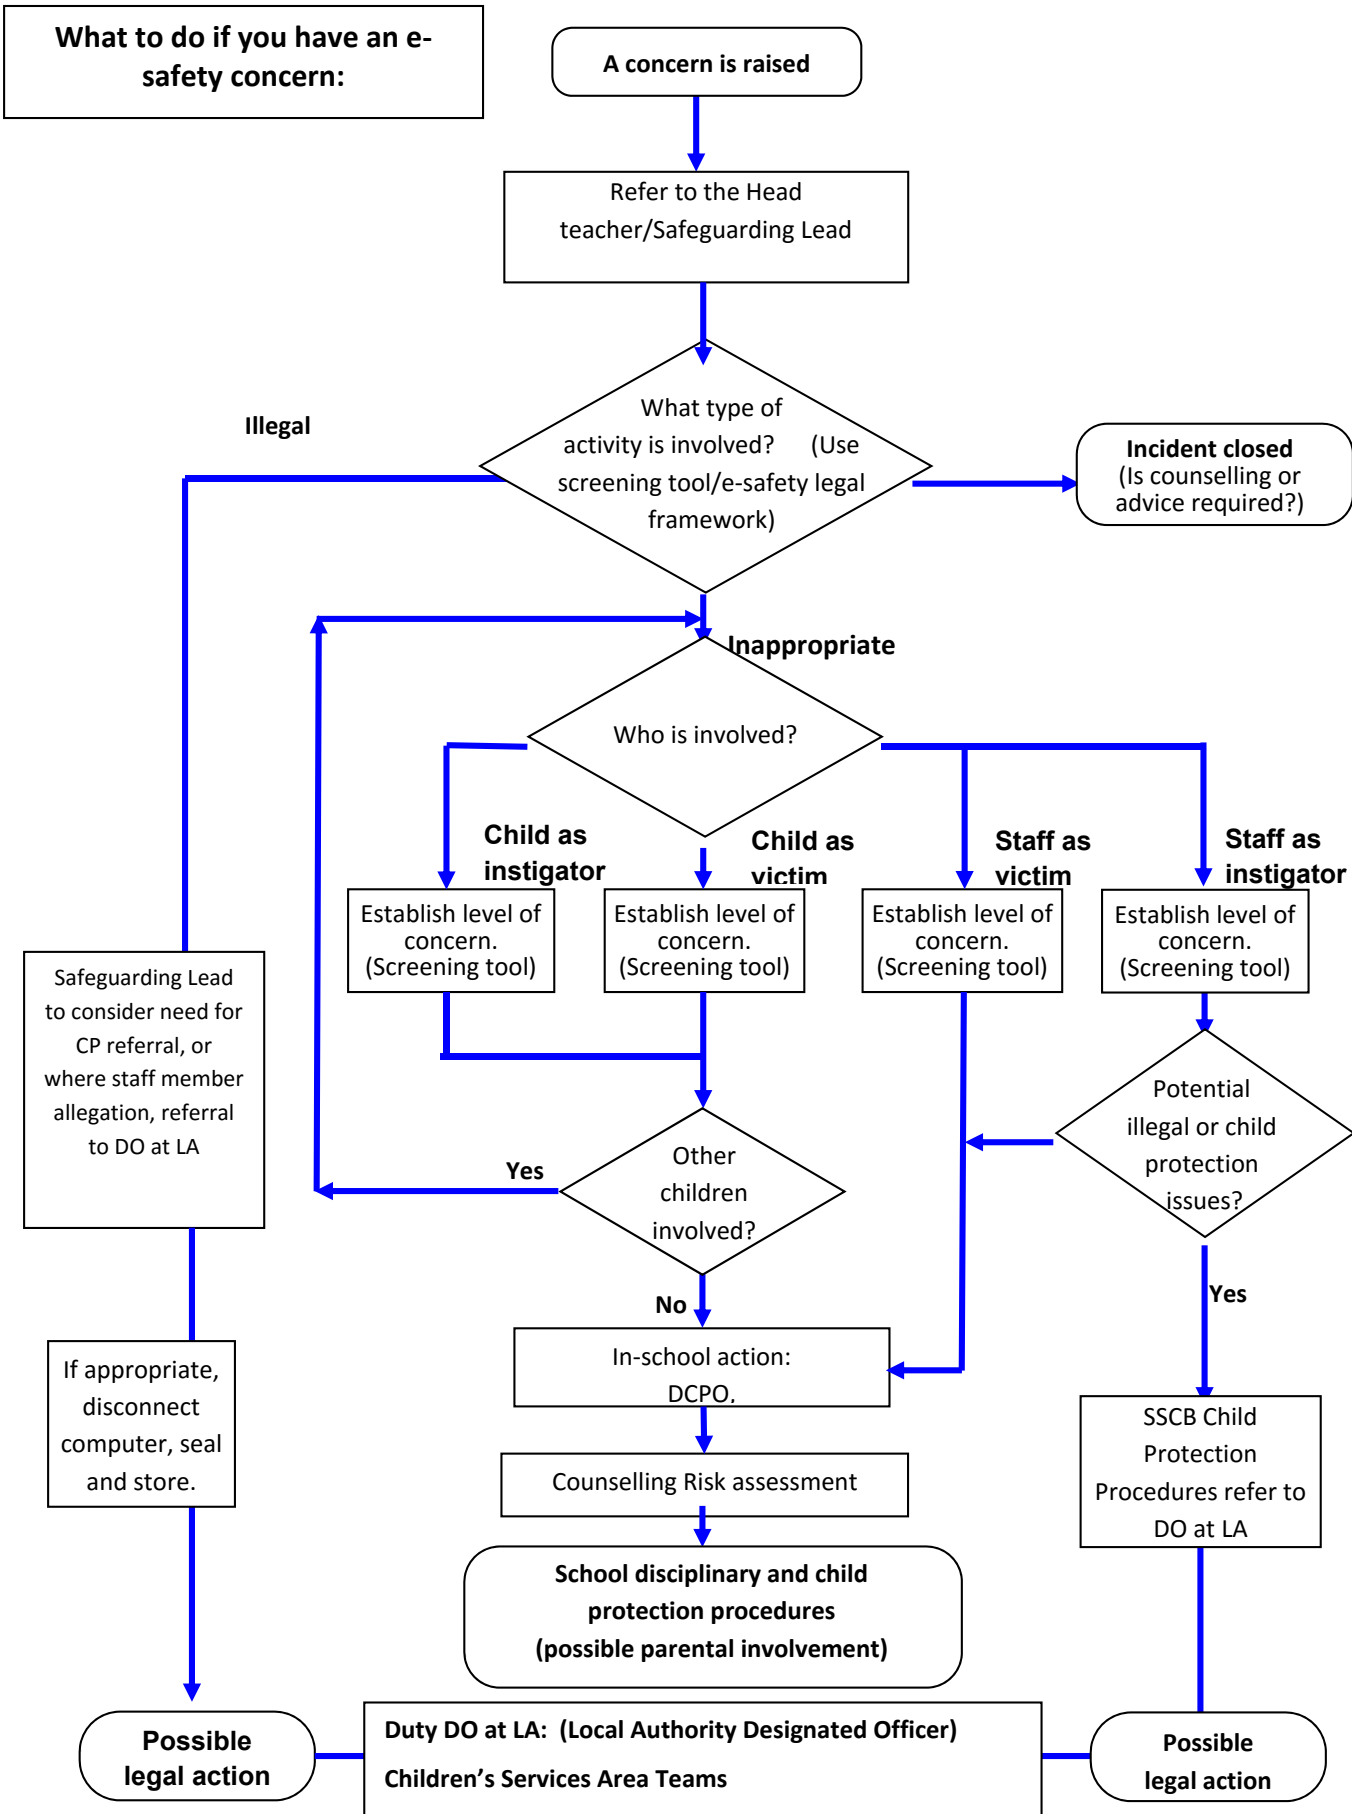 What to do if you have an e-
safety concern:
A concern is raised
Refer to the Head
teacher/Safeguarding Lead
What type of
activity is involved? (Use
screening tool/e-safety legal
framework)
Illegal
Incident closed
(Is counselling or
advice required?)
Inappropriate
Who is involved?
Child as
instigator
Child as
victim
Staff as
victim
Staff as
instigator
Establish level of
concern.
(Screening tool)
Establish level of
concern.
(Screening tool)
Establish level of
concern.
(Screening tool)
Establish level of
concern.
(Screening tool)
Safeguarding Lead
to consider need for
CP referral, or
where staff member
allegation, referral
to DO at LA
Potential
illegal or child
protection
issues?
Yes
Other
children
involved?
No
Yes
In-school action:
DCPO.
If appropriate,
disconnect
computer, seal
and store.
Counselling Risk assessment
SSCB Child
Protection
Procedures refer to
DO at LA
School disciplinary and child
protection procedures
(possible parental involvement)
Possible
legal action
Duty DO at LA: (Local Authority Designated Officer)
Children's Services Area Teams
Possible
legal action